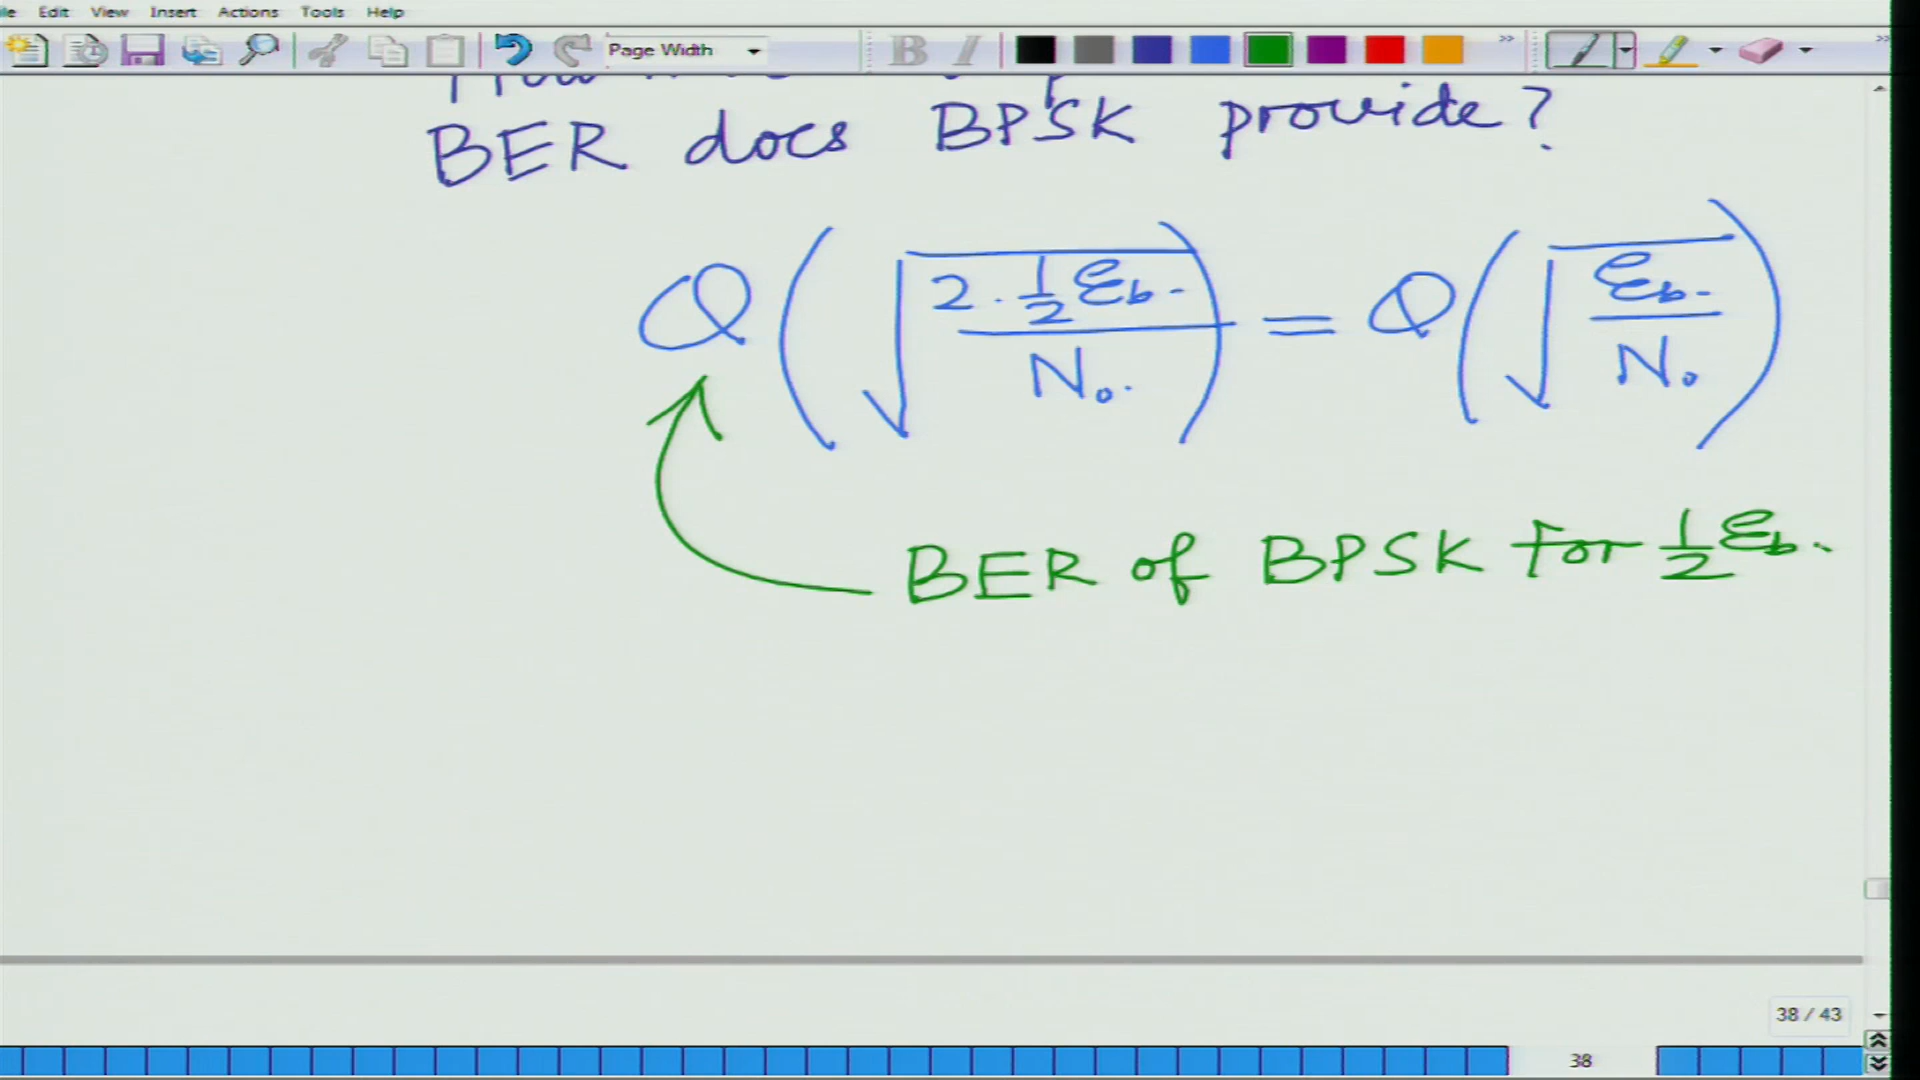 Edit View Insert Actions Tools Help
Page Width
BER does BPSK provide?
Q(√(2·½ℰb/N₀)) = Q(√(ℰb/N₀))
BER of BPSK for ½ℰb.
38 / 43
38